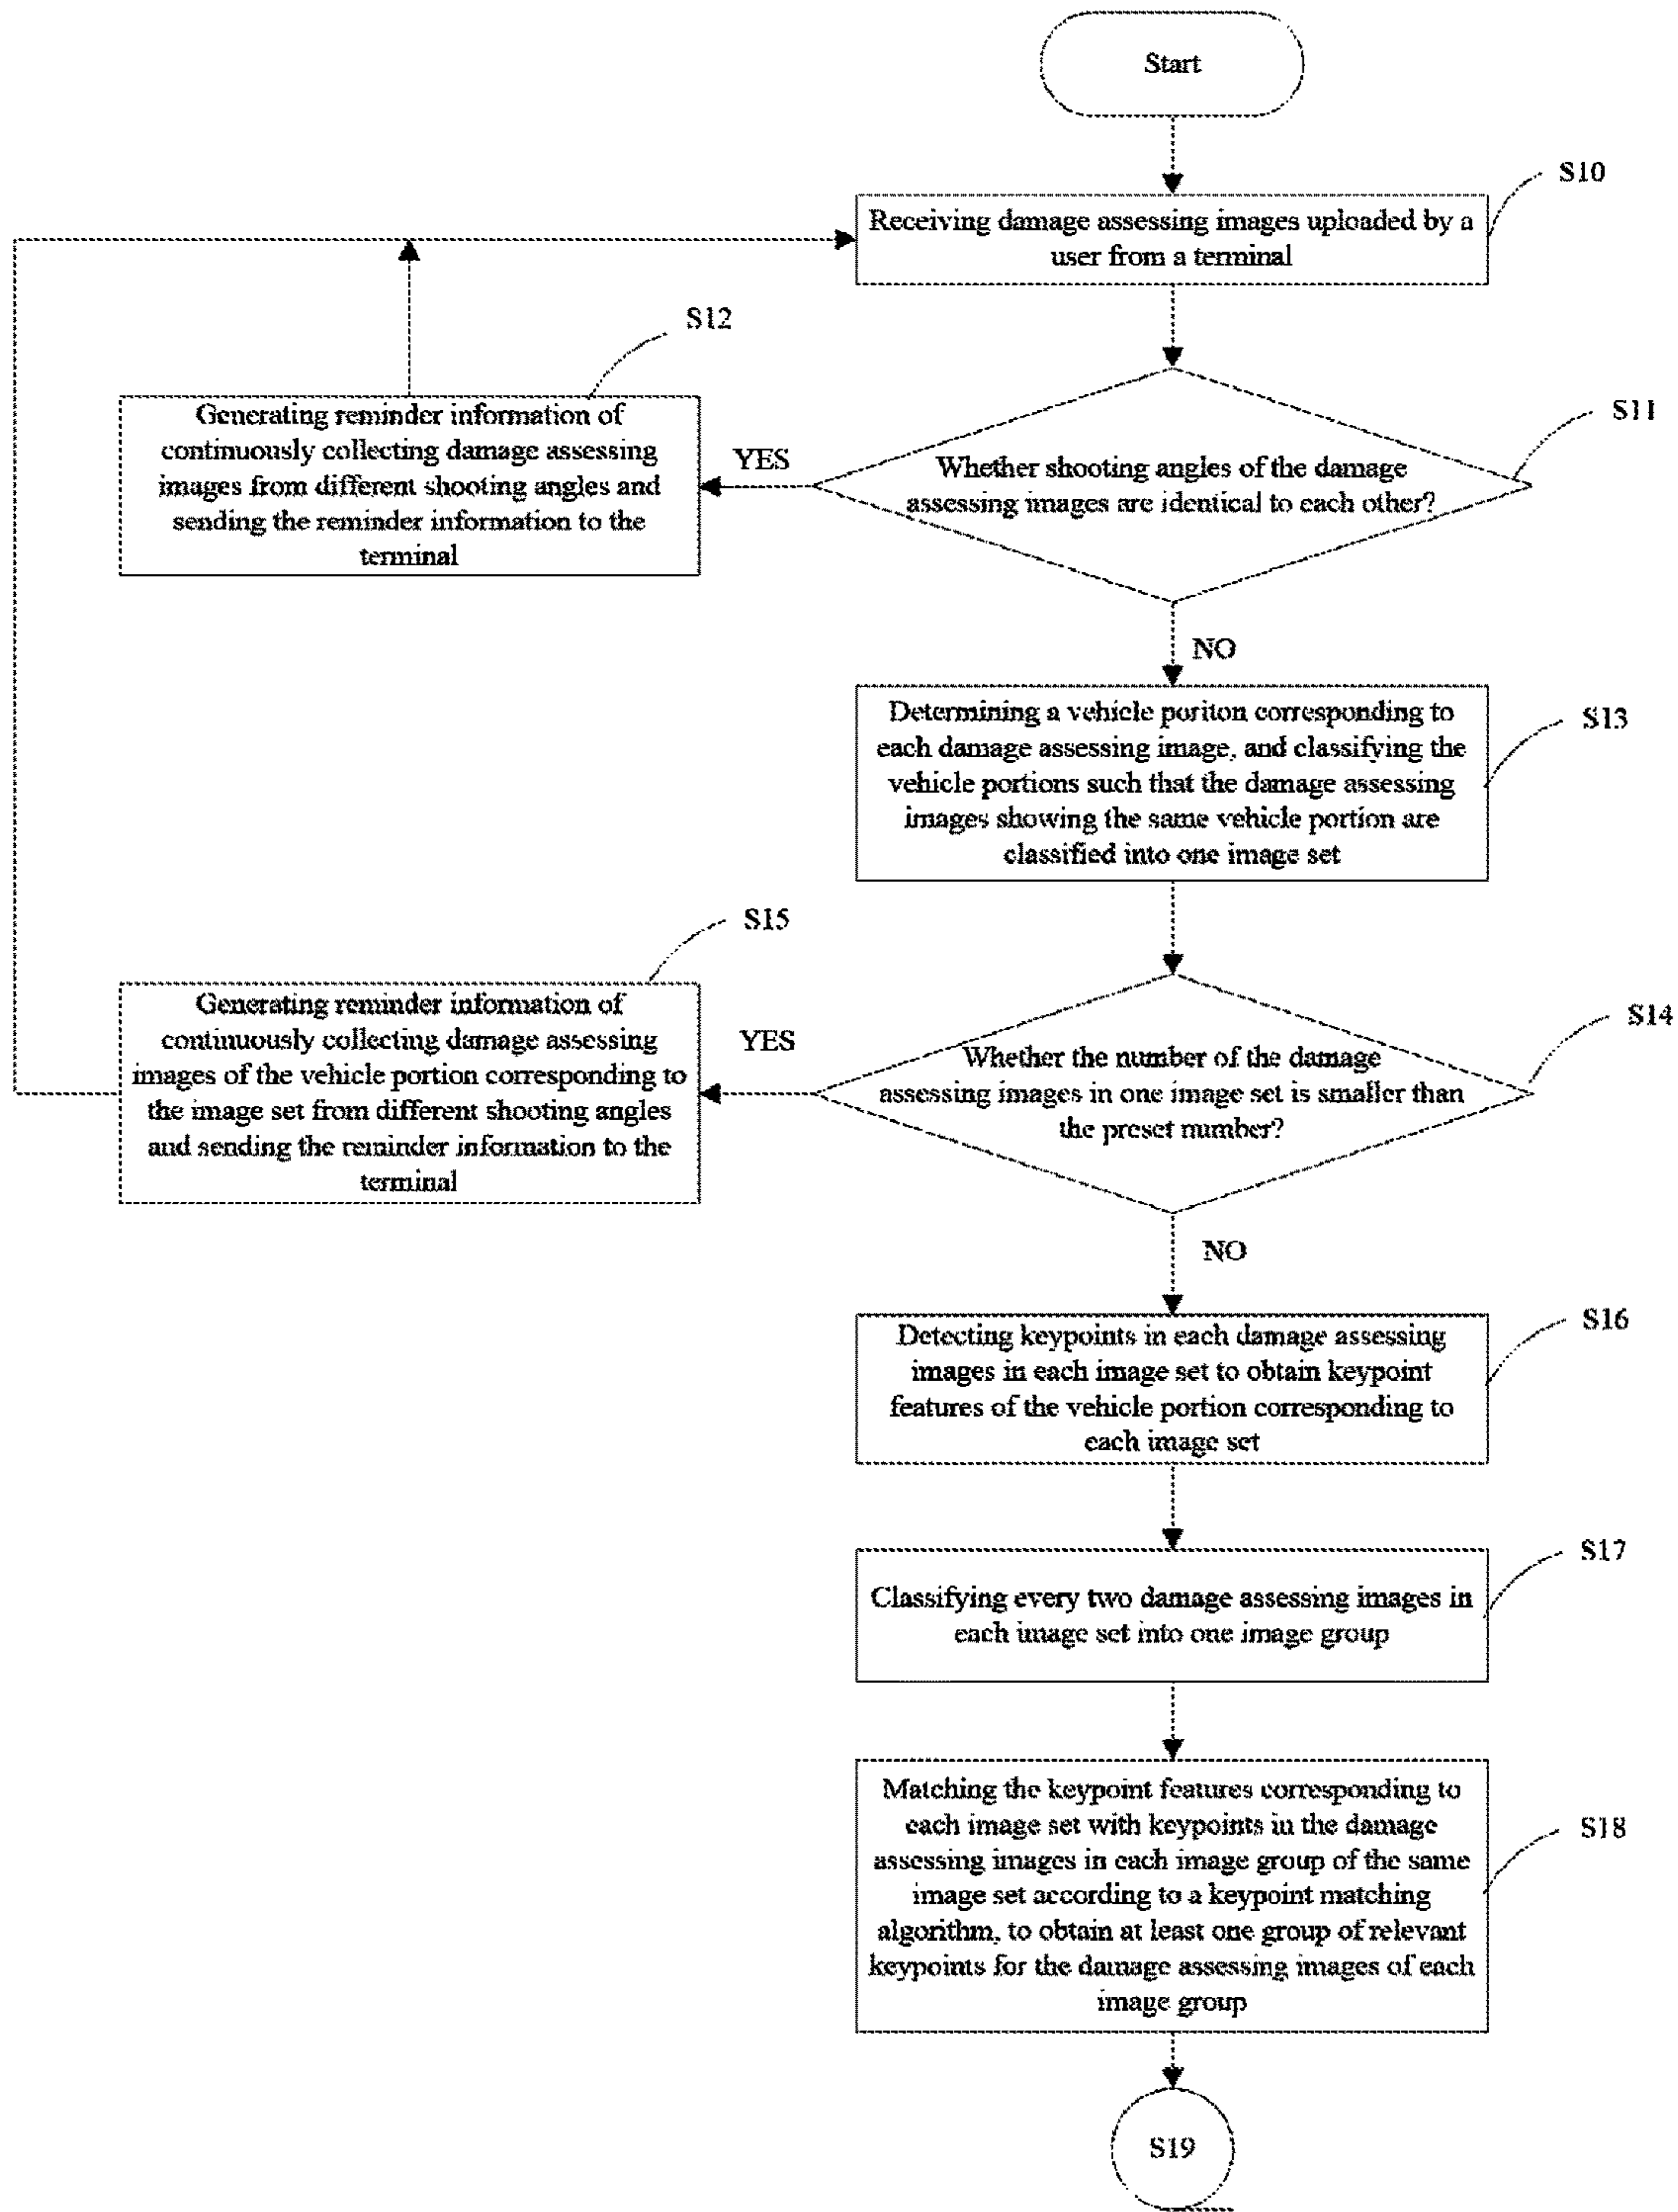 Start
S10
Receiving damage assessing images uploaded by a
user from a terminal
S12
Generating reminder information of
continuously collecting damage assessing
images from different shooting angles and
sending the reminder information to the
terminal
YES
S11
Whether shooting angles of the damage
assessing images are identical to each other?
NO
S13
Determining a vehicle poriton corresponding to
each damage assessing image, and classifying the
vehicle portions such that the damage assessing
images showing the same vehicle portion are
classified into one image set
S15
Generating reminder information of
continuously collecting damage assessing
images of the vehicle portion corresponding to
the image set from different shooting angles
and sending the reminder information to the
terminal
YES
S14
Whether the number of the damage
assessing images in one image set is smaller than
the preset number?
NO
S16
Detecting keypoints in each damage assessing
images in each image set to obtain keypoint
features of the vehicle portion corresponding to
each image set
S17
Classifying every two damage assessing images in
each image set into one image group
S18
Matching the keypoint features corresponding to
each image set with keypoints in the damage
assessing images in each image group of the same
image set according to a keypoint matching
algorithm, to obtain at least one group of relevant
keypoints for the damage assessing images of each
image group
S19